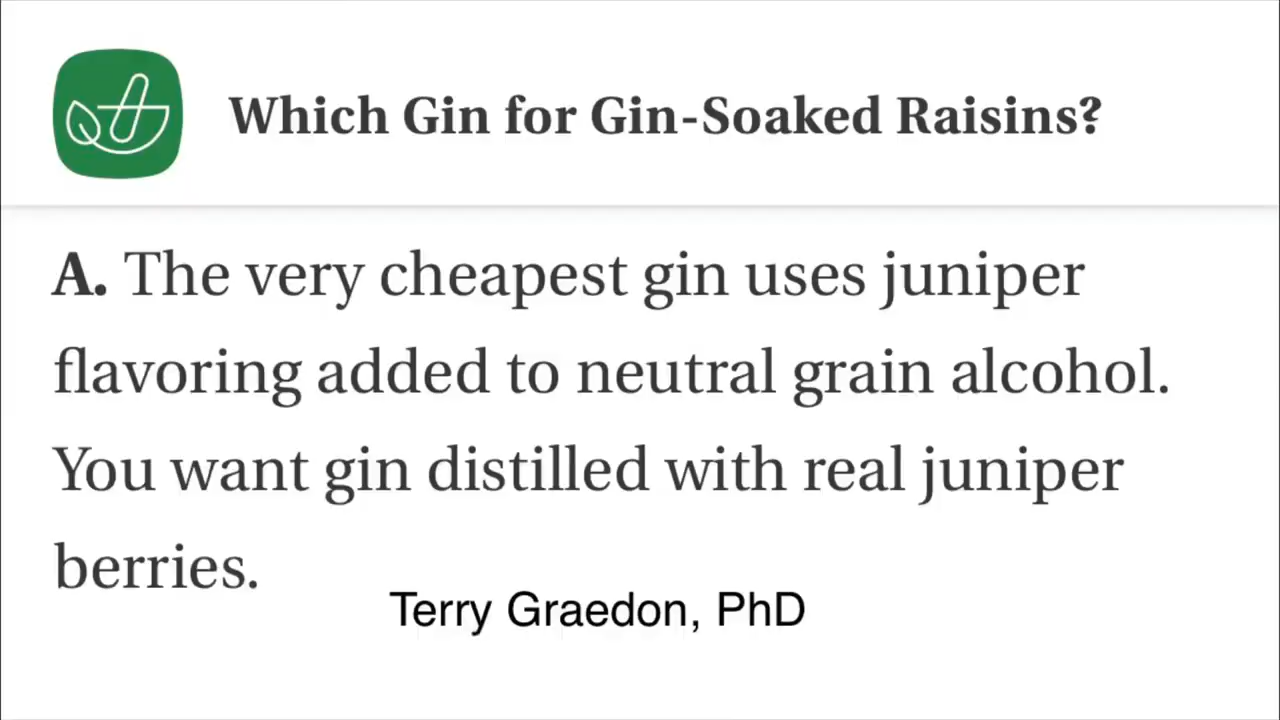 Which Gin for Gin-Soaked Raisins?
A. The very cheapest gin uses juniper
flavoring added to neutral grain alcohol.
You want gin distilled with real juniper
berries.
Terry Graedon, PhD